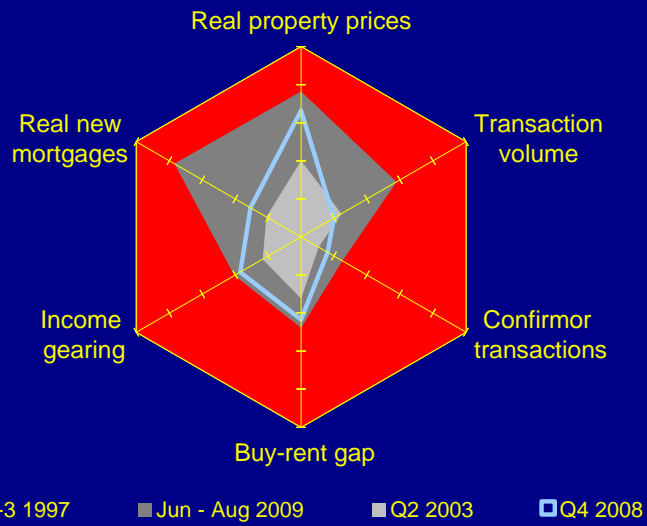 Real property prices
Real new
mortgages
Transaction
volume
Income
gearing
Confirmor
transactions
Buy-rent gap
-3 1997
Jun - Aug 2009
Q2 2003
Q4 2008